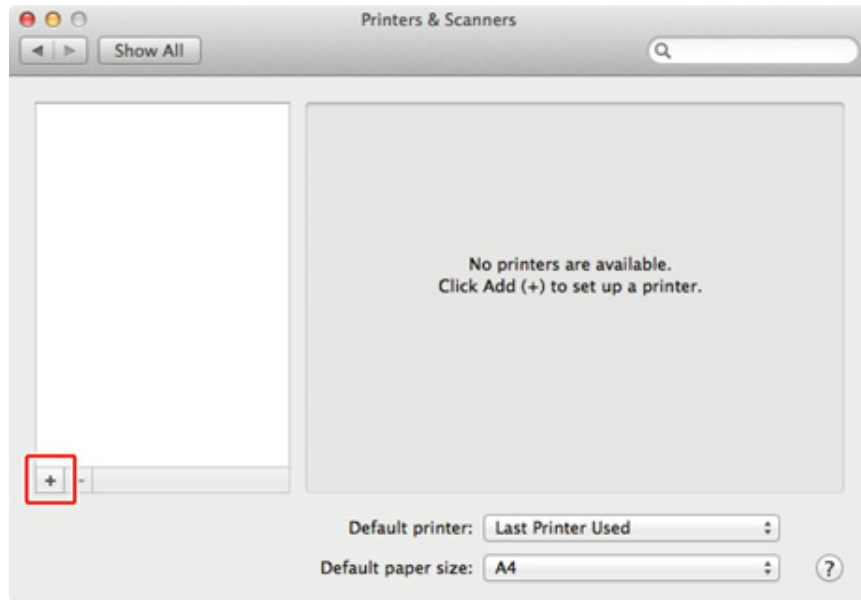 Printers & Scanners
Show All
No printers are available.
Click Add (+) to set up a printer.
+ -
Default printer: Last Printer Used
Default paper size: A4 ?